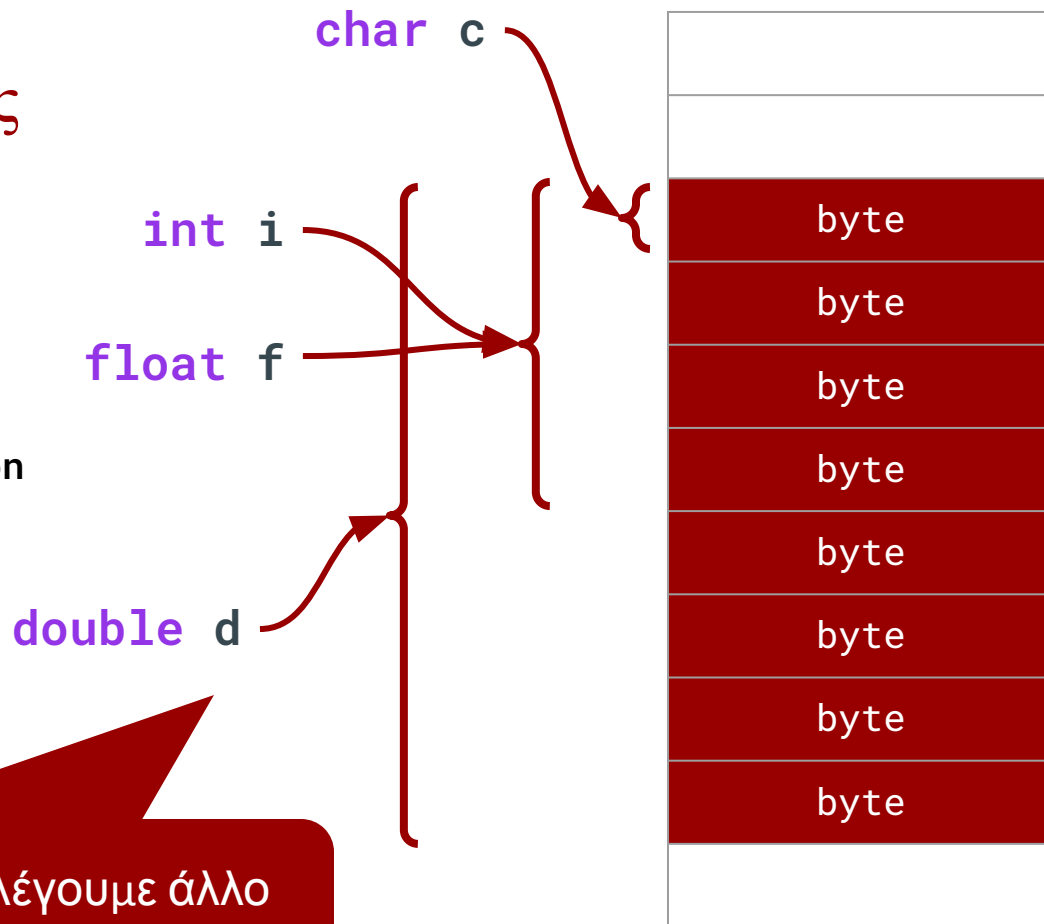 char c
ς
byte
int i
byte
float f
byte
byte
byte
double d
byte
byte
byte
λέγουμε άλλο